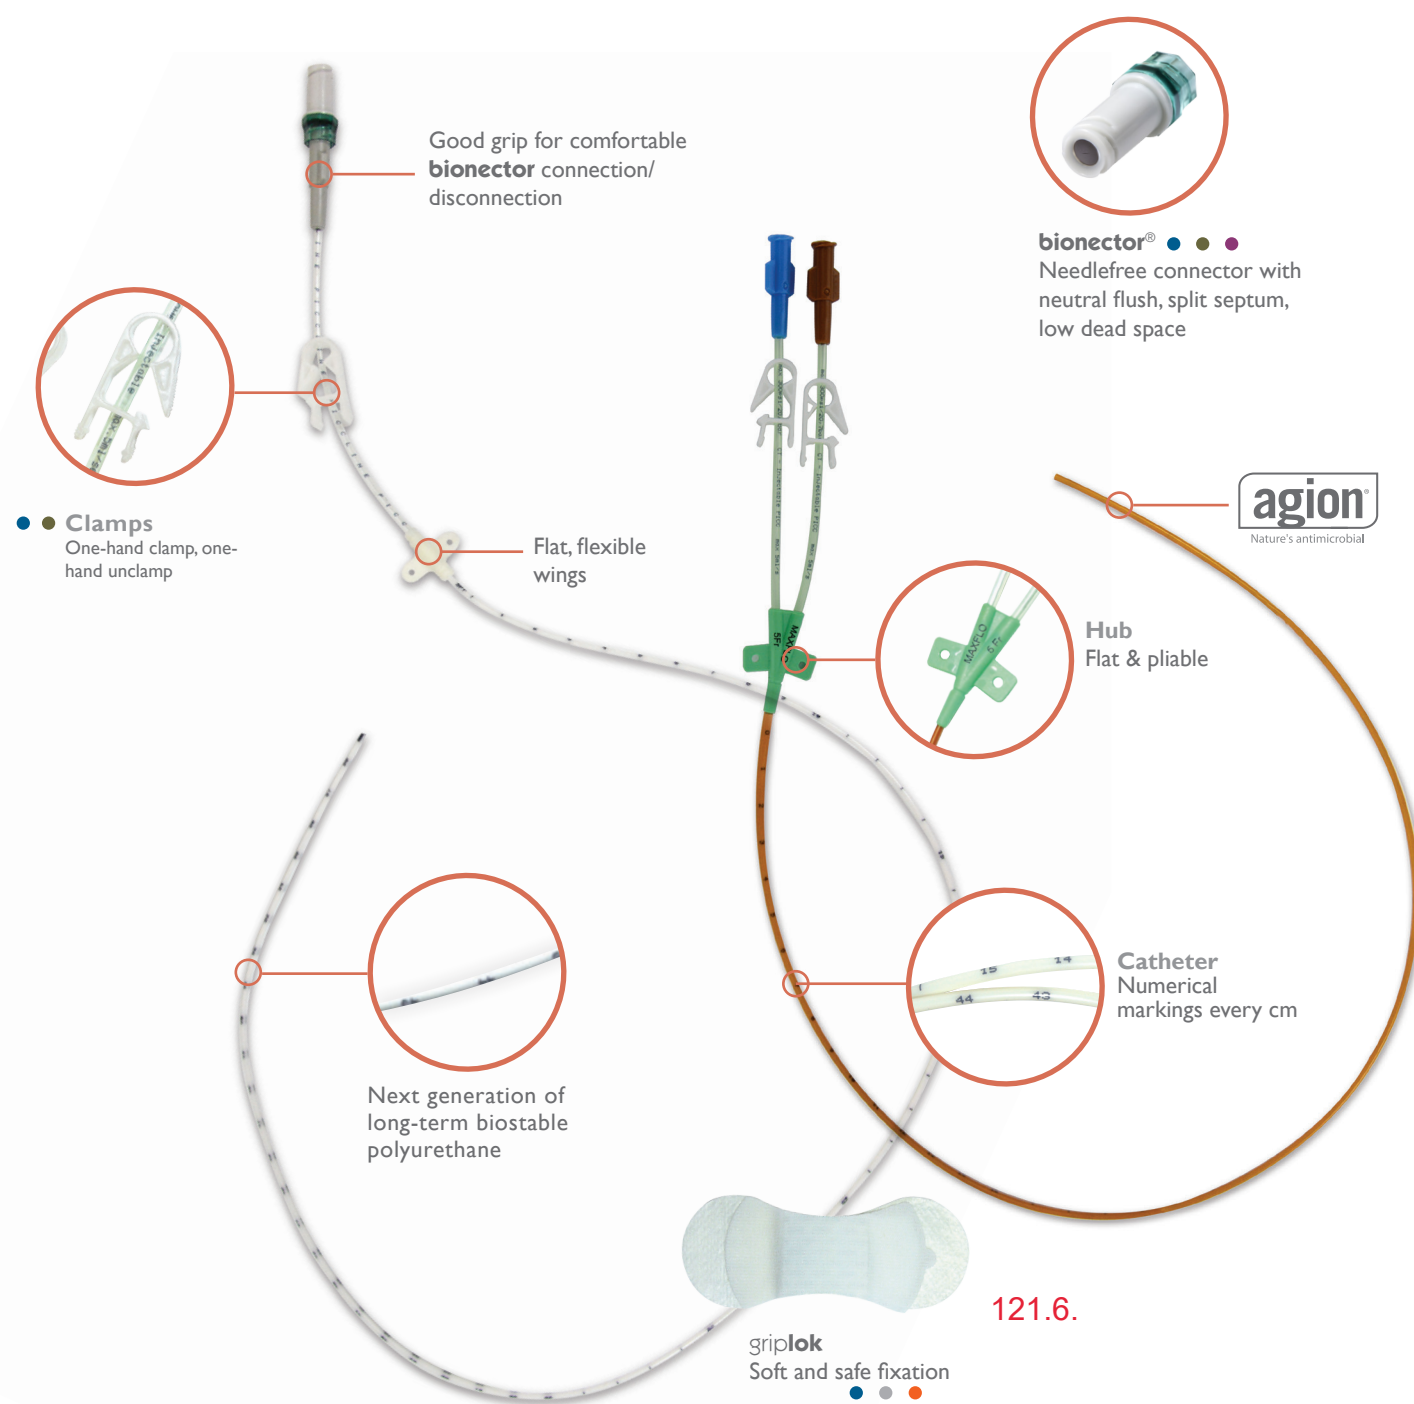 Good grip for comfortable
bionector connection/
disconnection
bionector®
Needlefree connector with
neutral flush, split septum,
low dead space
Injectable
Clamps
One-hand clamp, one-
hand unclamp
Flat, flexible
wings
agion®
Nature's antimicrobial
MAXFLO
5Fr
MAXFLO
5 Fr
Hub
Flat & pliable
15 14
44 43
Catheter
Numerical
markings every cm
Next generation of
long-term biostable
polyurethane
121.6.
griplok
Soft and safe fixation